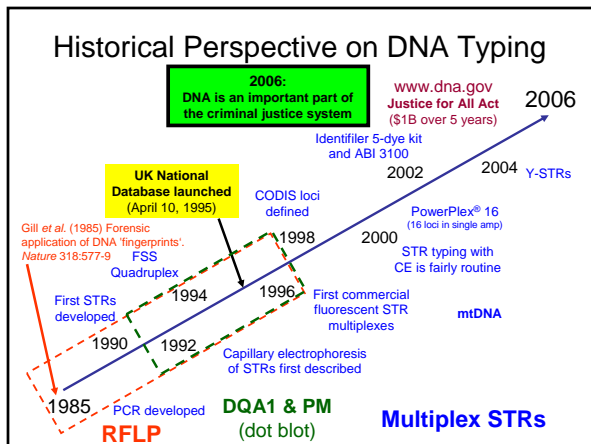 Historical Perspective on DNA Typing
2006:
DNA is an important part of
the criminal justice system
www.dna.gov
Justice for All Act
($1B over 5 years)
2006
Identifiler 5-dye kit
and ABI 3100
2002
2004
Y-STRs
UK National
Database launched
(April 10, 1995)
CODIS loci
defined
PowerPlex® 16
(16 loci in single amp)
Gill et al. (1985) Forensic
application of DNA 'fingerprints'.
Nature 318:577-9
FSS
Quadruplex
1998
2000
STR typing with
CE is fairly routine
First STRs
developed
1994
1996
First commercial
fluorescent STR
multiplexes
mtDNA
1990
1992
Capillary electrophoresis
of STRs first described
1985
PCR developed
RFLP
DQA1 & PM
(dot blot)
Multiplex STRs